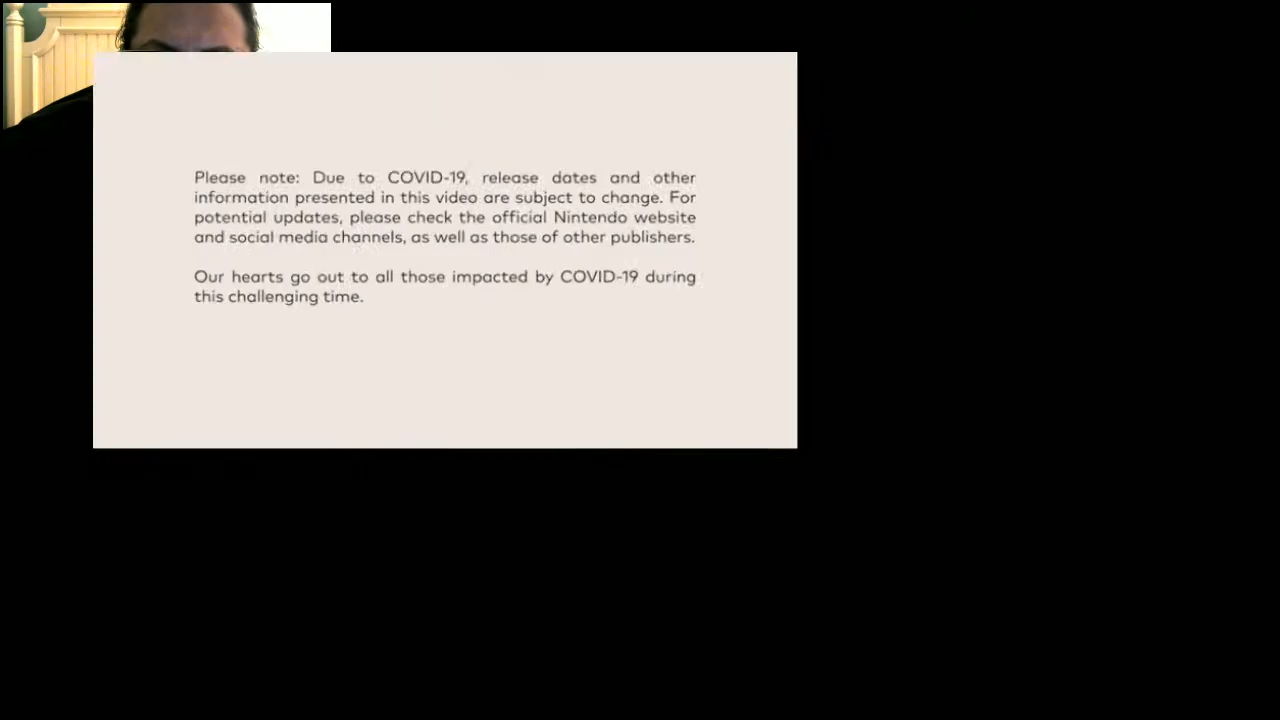 Please note: Due to COVID-19, release dates and other
information presented in this video are subject to change. For
potential updates, please check the official Nintendo website
and social media channels, as well as those of other publishers.
Our hearts go out to all those impacted by COVID-19 during
this challenging time.